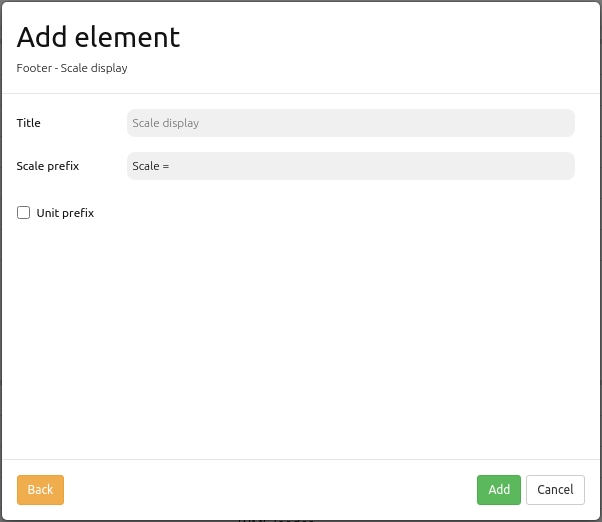 Add element
Footer - Scale display
Title
Scale display
Scale prefix
Scale =
Unit prefix
Back
Add
Cancel